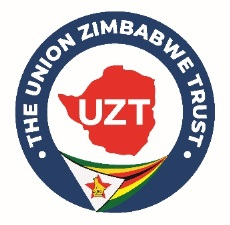 • THE UNION ZIMBABWE TRUST •
UZT